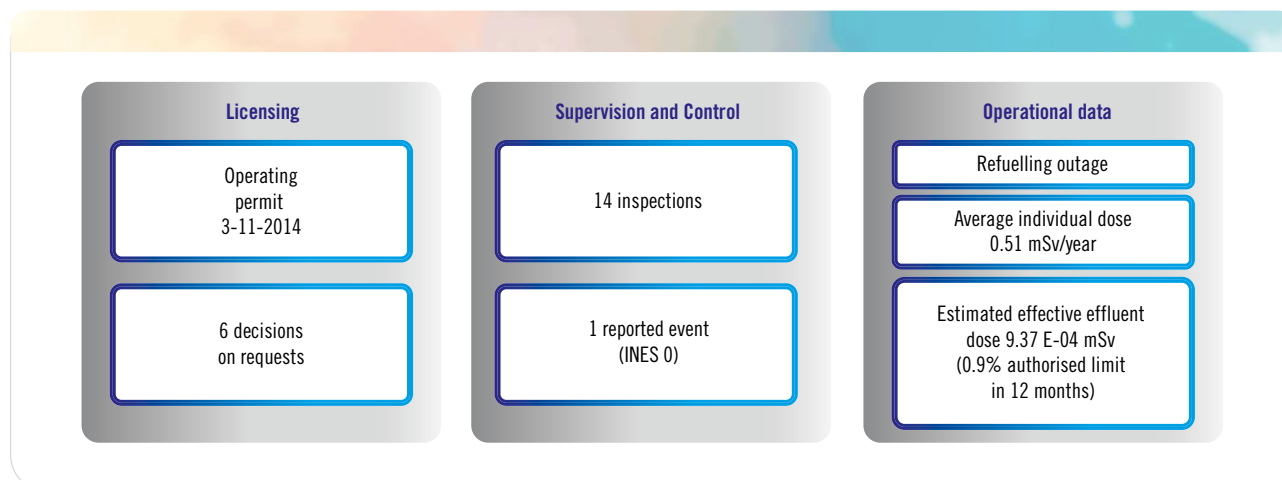 Licensing
Operating
permit
3-11-2014
6 decisions
on requests
Supervision and Control
14 inspections
1 reported event
(INES 0)
Operational data
Refuelling outage
Average individual dose
0.51 mSv/year
Estimated effective effluent
dose 9.37 E-04 mSv
(0.9% authorised limit
in 12 months)